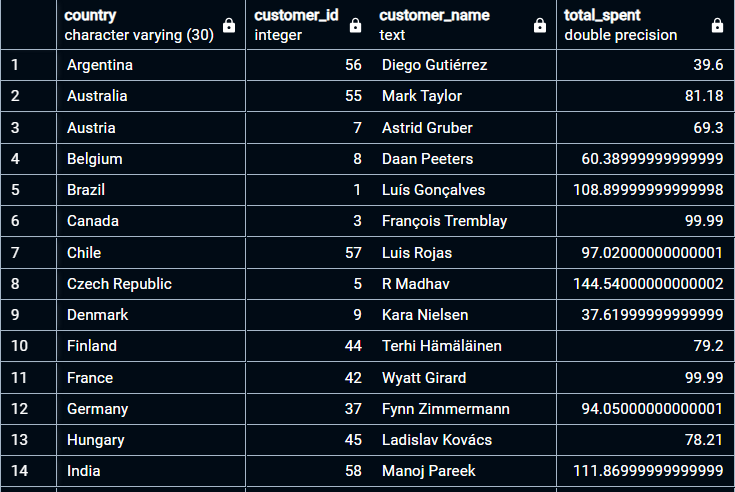 country customer_id customer_name total_spent
character varying (30) integer text double precision
1 Argentina 56 Diego Gutiérrez 39.6
2 Australia 55 Mark Taylor 81.18
3 Austria 7 Astrid Gruber 69.3
4 Belgium 8 Daan Peeters 60.38999999999999
5 Brazil 1 Luís Gonçalves 108.89999999999998
6 Canada 3 François Tremblay 99.99
7 Chile 57 Luis Rojas 97.02000000000001
8 Czech Republic 5 R Madhav 144.54000000000002
9 Denmark 9 Kara Nielsen 37.61999999999999
10 Finland 44 Terhi Hämäläinen 79.2
11 France 42 Wyatt Girard 99.99
12 Germany 37 Fynn Zimmermann 94.05000000000001
13 Hungary 45 Ladislav Kovács 78.21
14 India 58 Manoj Pareek 111.86999999999999